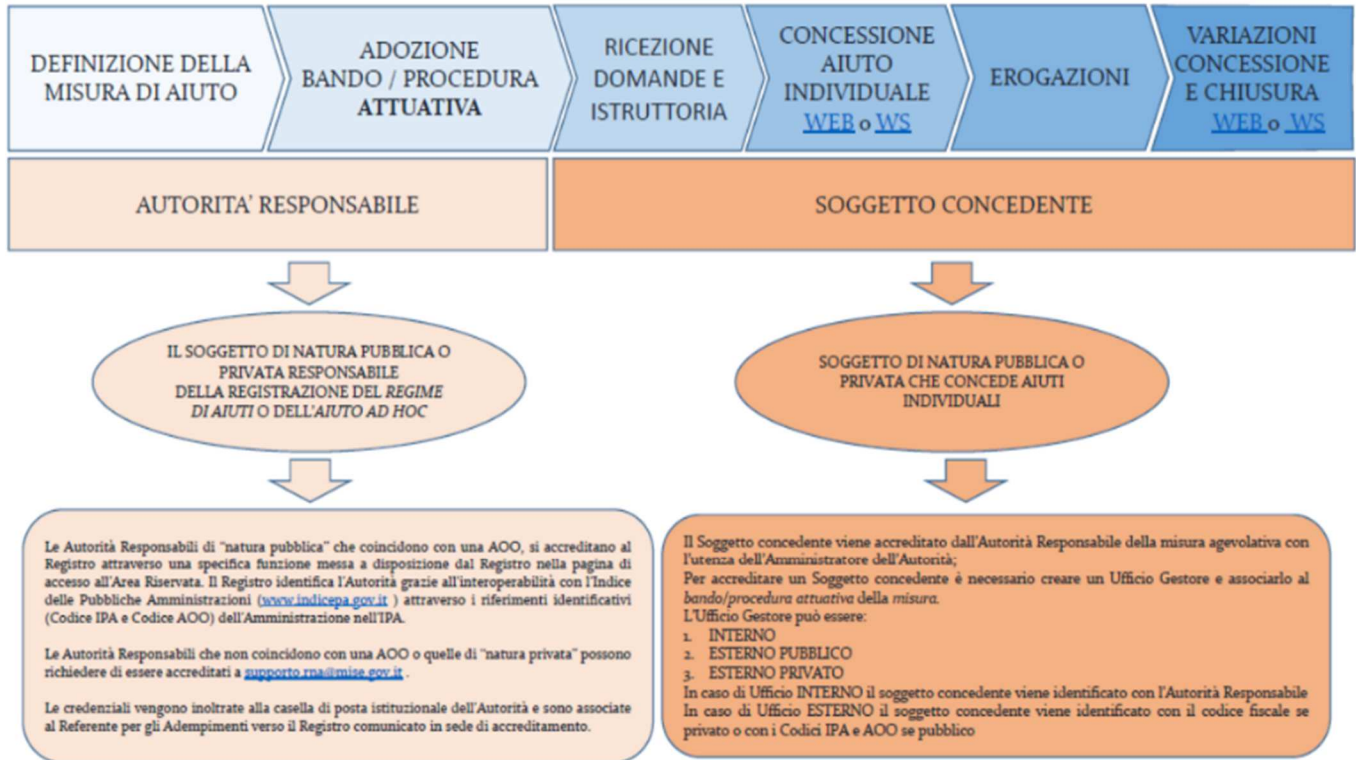 DEFINIZIONE DELLA
MISURA DI AIUTO
ADOZIONE
BANDO / PROCEDURA
ATTUATIVA
RICEZIONE
DOMANDE E
ISTRUTTORIA
CONCESSIONE
AIUTO
INDIVIDUALE
WEB o WS
EROGAZIONI
VARIAZIONI
CONCESSIONE
E CHIUSURA
WEB o WS
AUTORITA' RESPONSABILE
SOGGETTO CONCEDENTE
IL SOGGETTO DI NATURA PUBBLICA O
PRIVATA RESPONSABILE
DELLA REGISTRAZIONE DEL REGIME
DI AIUTI O DELL'AIUTO AD HOC
SOGGETTO DI NATURA PUBBLICA O
PRIVATA CHE CONCEDE AIUTI
INDIVIDUALI
Le Autorità Responsabili di "natura pubblica" che coincidono con una AOO, si accreditano al
Registro attraverso una specifica funzione messa a disposizione dal Registro nella pagina di
accesso all'Area Riservata. Il Registro identifica l'Autorità grazie all'interoperabilità con l'Indice
delle Pubbliche Amministrazioni (www.indicepa.gov.it ) attraverso i riferimenti identificativi
(Codice IPA e Codice AOO) dell'Amministrazione nell'IPA.
Le Autorità Responsabili che non coincidono con una AOO o quelle di "natura privata" possono
richiedere di essere accreditati a supporto.rna@mise.gov.it .
Le credenziali vengono inoltrate alla casella di posta istituzionale dell'Autorità e sono associate
al Referente per gli Adempimenti verso il Registro comunicato in sede di accreditamento.
Il Soggetto concedente viene accreditato dall'Autorità Responsabile della misura agevolativa con
l'utenza dell'Amministratore dell'Autorità;
Per accreditare un Soggetto concedente è necessario creare un Ufficio Gestore e associarlo al
bando/procedura attuativa della misura.
L'Ufficio Gestore può essere:
1. INTERNO
2. ESTERNO PUBBLICO
3. ESTERNO PRIVATO
In caso di Ufficio INTERNO il soggetto concedente viene identificato con l'Autorità Responsabile
In caso di Ufficio ESTERNO il soggetto concedente viene identificato con il codice fiscale se
privato o con i Codici IPA e AOO se pubblico